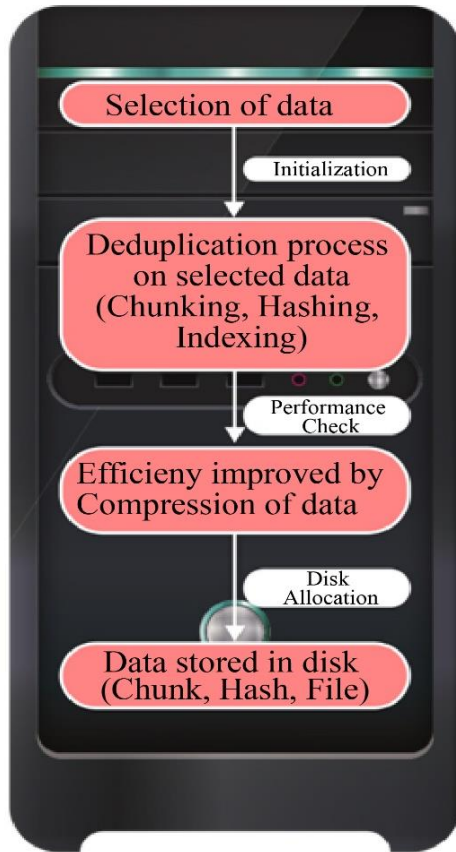 Selection of data
Initialization
Deduplication process
on selected data
(Chunking, Hashing,
Indexing)
Performance
Check
Efficieny improved by
Compression of data
Disk
Allocation
Data stored in disk
(Chunk, Hash, File)